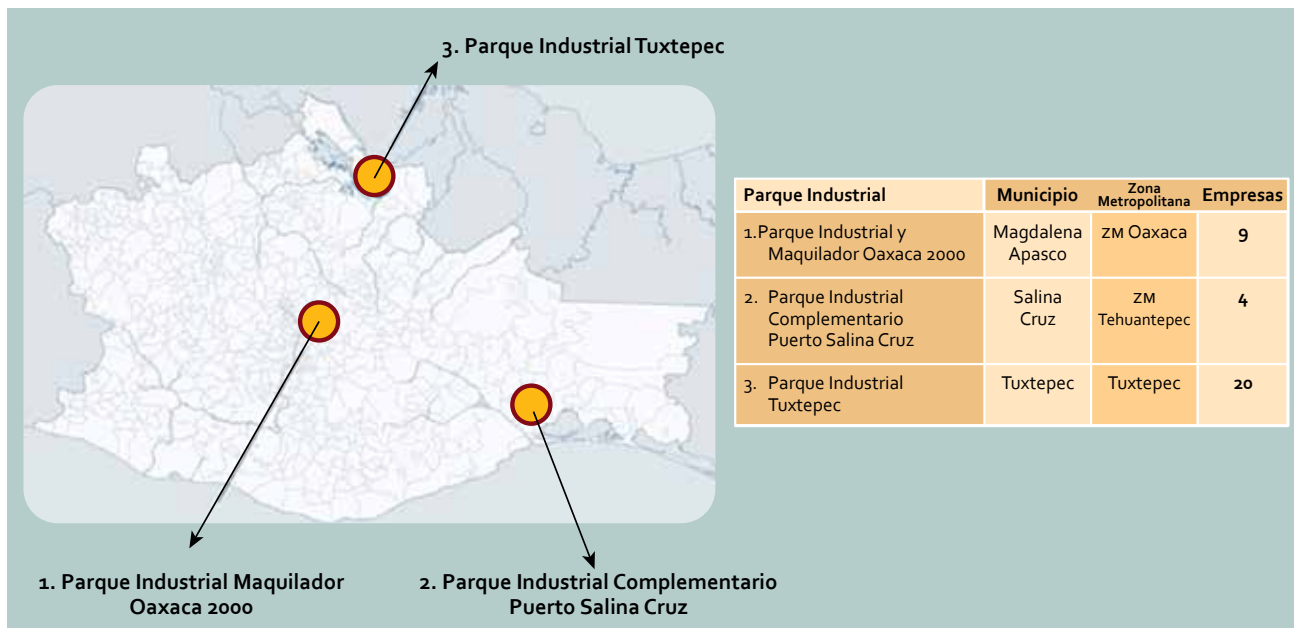 3. Parque Industrial Tuxtepec
1. Parque Industrial Maquilador
Oaxaca 2000
2. Parque Industrial Complementario
Puerto Salina Cruz
Parque Industrial Municipio Zona Metropolitana Empresas
1.Parque Industrial y
Maquilador Oaxaca 2000
Magdalena
Apasco
ZM Oaxaca
9
2. Parque Industrial
Complementario
Puerto Salina Cruz
Salina
Cruz
ZM
Tehuantepec
4
3. Parque Industrial
Tuxtepec
Tuxtepec
Tuxtepec
20